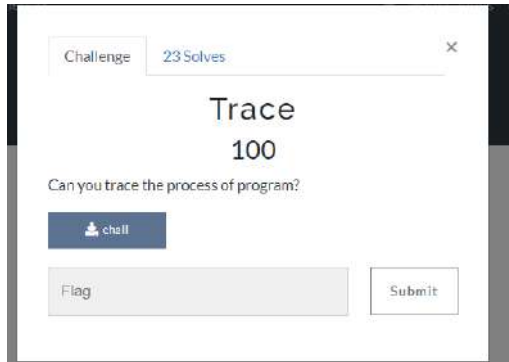 Challenge 23 Solves ×
Trace
100
Can you trace the process of program?
chall
Flag Submit